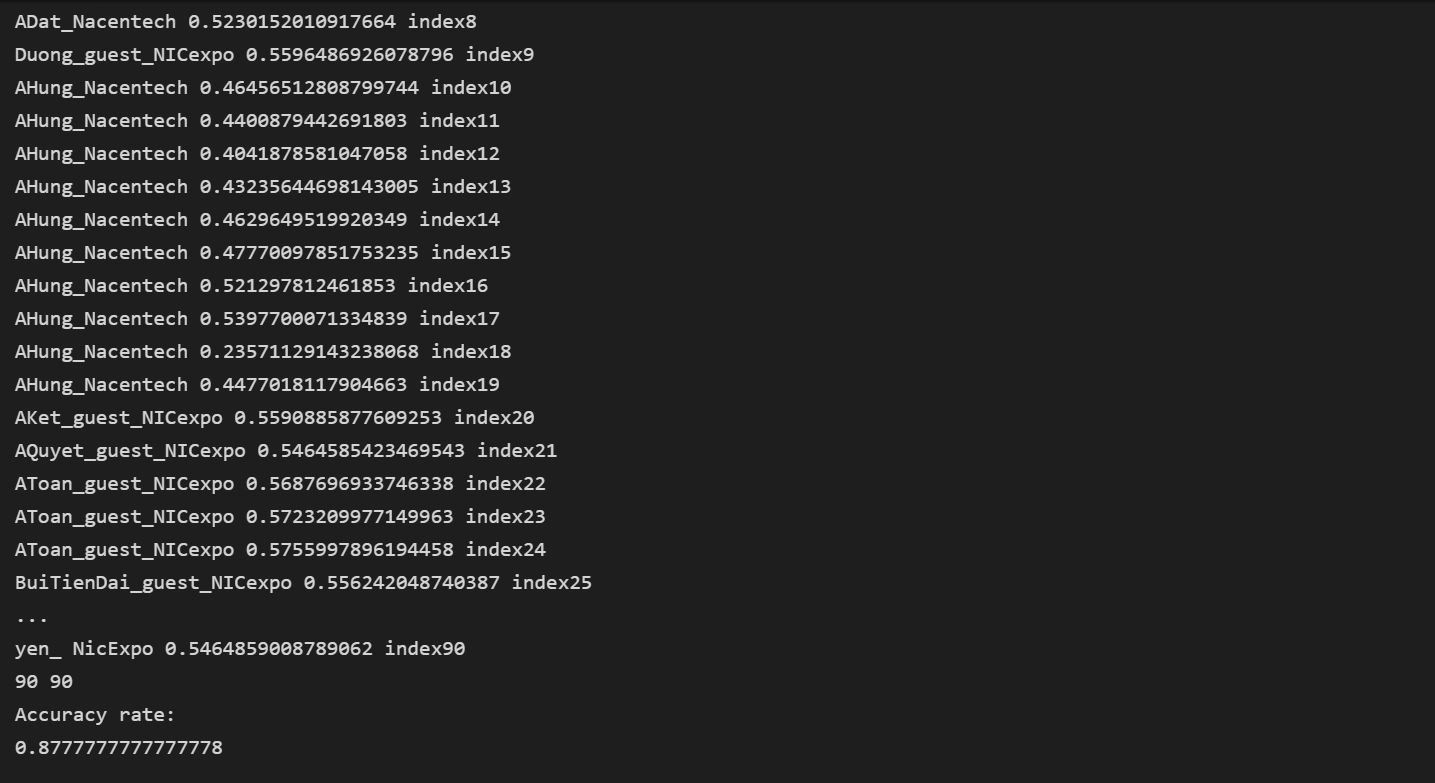 ADat_Nacentech 0.5230152010917664 index8
Duong_guest_NICexpo 0.5596486926078796 index9
AHung_Nacentech 0.46456512808799744 index10
AHung_Nacentech 0.4400879442691803 index11
AHung_Nacentech 0.4041878581047058 index12
AHung_Nacentech 0.43235644698143005 index13
AHung_Nacentech 0.4629649519920349 index14
AHung_Nacentech 0.47770097851753235 index15
AHung_Nacentech 0.521297812461853 index16
AHung_Nacentech 0.5397700071334839 index17
AHung_Nacentech 0.23571129143238068 index18
AHung_Nacentech 0.4477018117904663 index19
AKet_guest_NICexpo 0.5590885877609253 index20
AQuyet_guest_NICexpo 0.5464585423469543 index21
AToan_guest_NICexpo 0.5687696933746338 index22
AToan_guest_NICexpo 0.5723209977149963 index23
AToan_guest_NICexpo 0.5755997896194458 index24
BuiTienDai_guest_NICexpo 0.556242048740387 index25
...
yen_ NicExpo 0.5464859008789062 index90
90 90
Accuracy rate:
0.8777777777777778